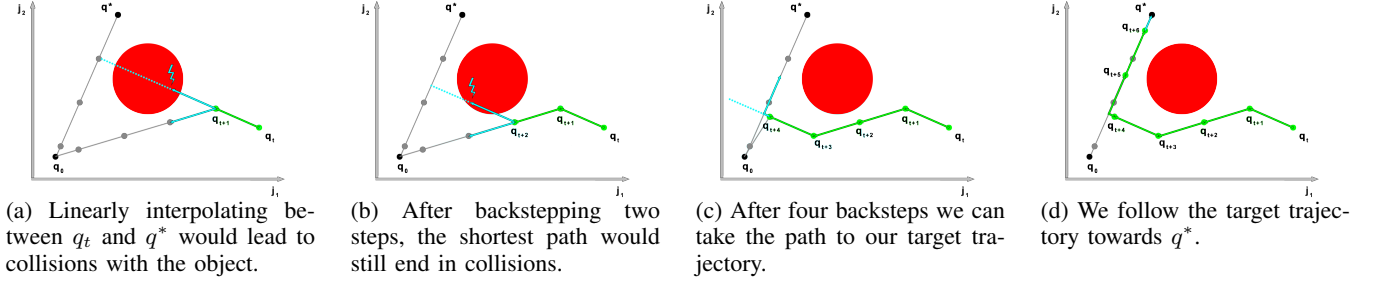 j2
q*
qt+1
qt
q0
j1
j2
q*
qt+2
qt+1
qt
q0
j1
j2
q*
qt+4
qt+3
qt+2
qt+1
qt
q0
j1
j2
q*
qt+6
qt+5
qt+4
qt+3
qt+2
qt+1
qt
q0
j1
(a) Linearly interpolating be-
tween qt and q* would lead to
collisions with the object.
(b) After backstepping two
steps, the shortest path would
still end in collisions.
(c) After four backsteps we can
take the path to our target tra-
jectory.
(d) We follow the target trajec-
tory towards q*.